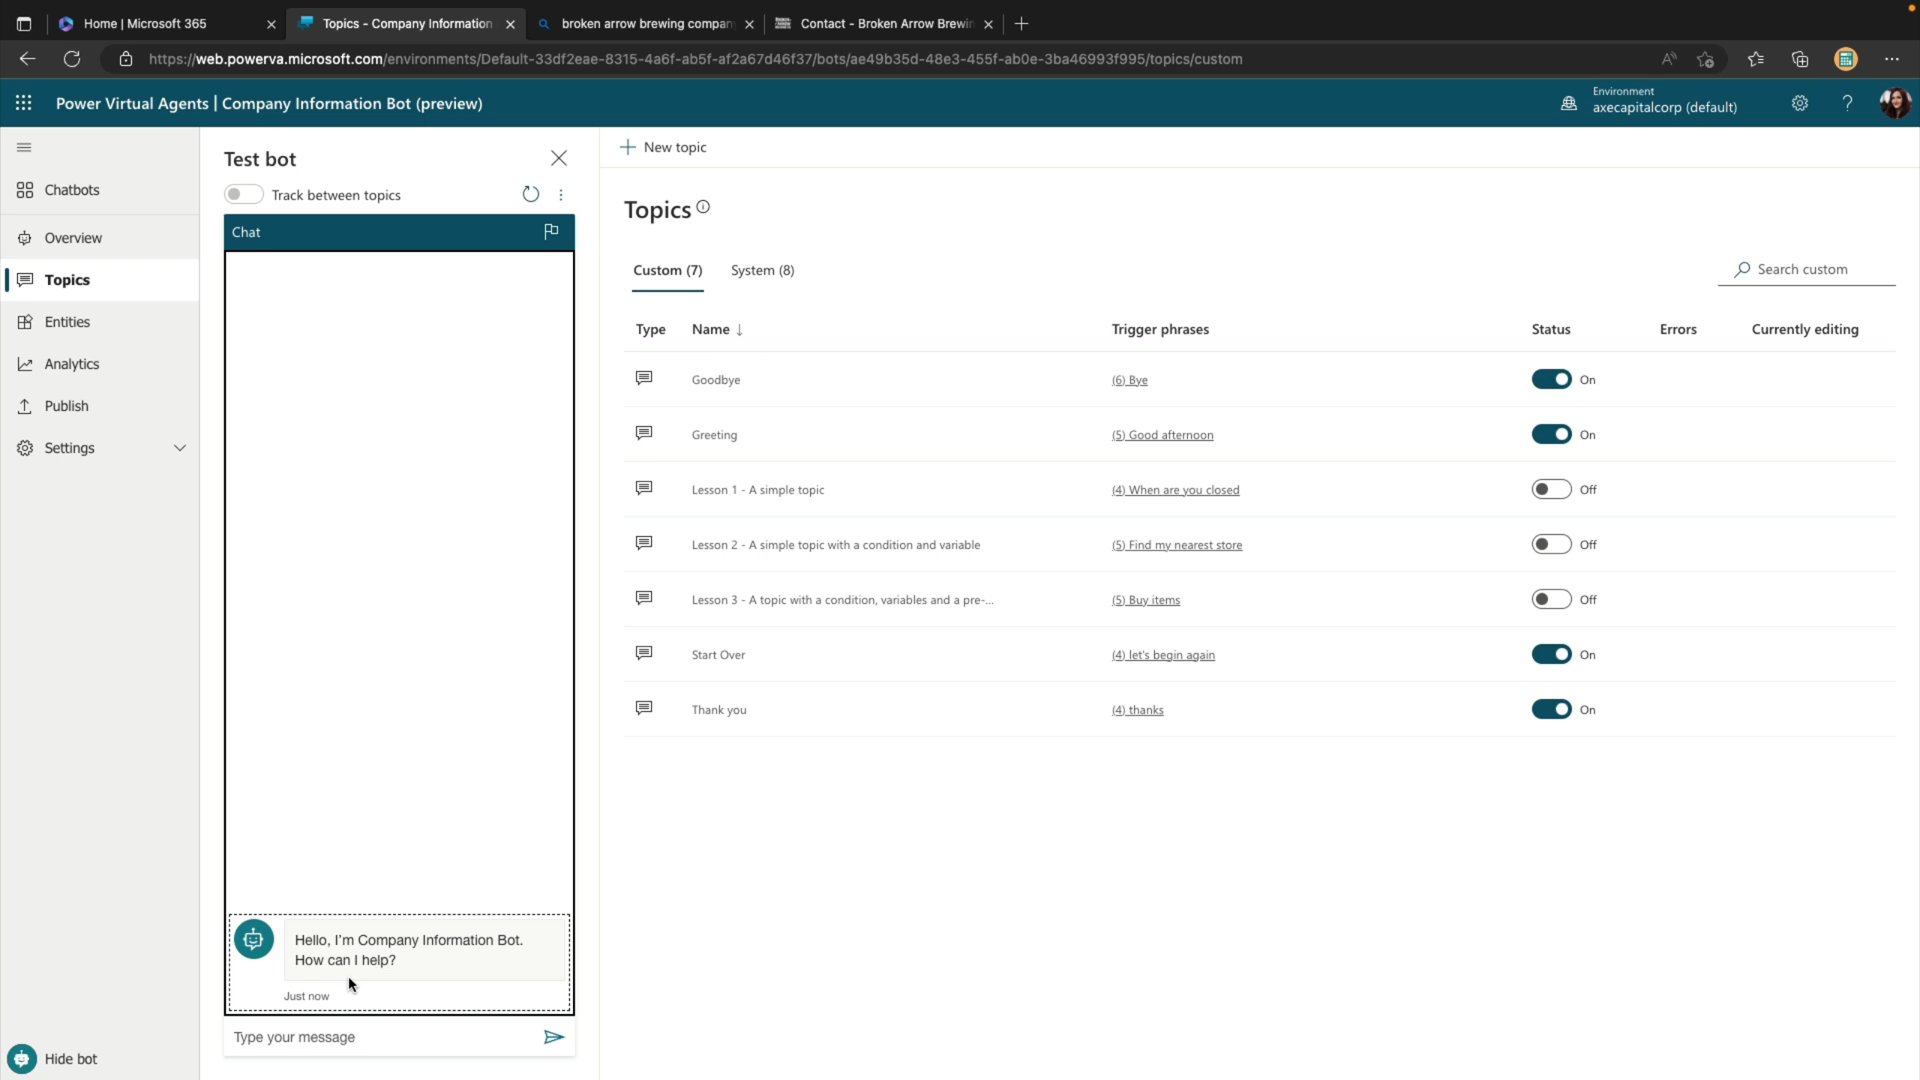 Home | Microsoft 365
Topics - Company Information
broken arrow brewing company
Contact - Broken Arrow Brewin
https://web.powerva.microsoft.com/environments/Default-33df2eae-8315-4a6f-ab5f-af2a67d46f37/bots/ae49b35d-48e3-455f-ab0e-3ba46993f995/topics/custom
Power Virtual Agents | Company Information Bot (preview)
Environment
axecapitalcorp (default)
Chatbots
Overview
Topics
Entities
Analytics
Publish
Settings
Hide bot
Test bot
Track between topics
Chat
Hello, I'm Company Information Bot.
How can I help?
Just now
Type your message
New topic
Topics
Custom (7) System (8)
Search custom
Type Name ↓ Trigger phrases Status Errors Currently editing
Goodbye (6) Bye On
Greeting (5) Good afternoon On
Lesson 1 - A simple topic (4) When are you closed Off
Lesson 2 - A simple topic with a condition and variable (5) Find my nearest store Off
Lesson 3 - A topic with a condition, variables and a pre-... (5) Buy items Off
Start Over (4) let's begin again On
Thank you (4) thanks On